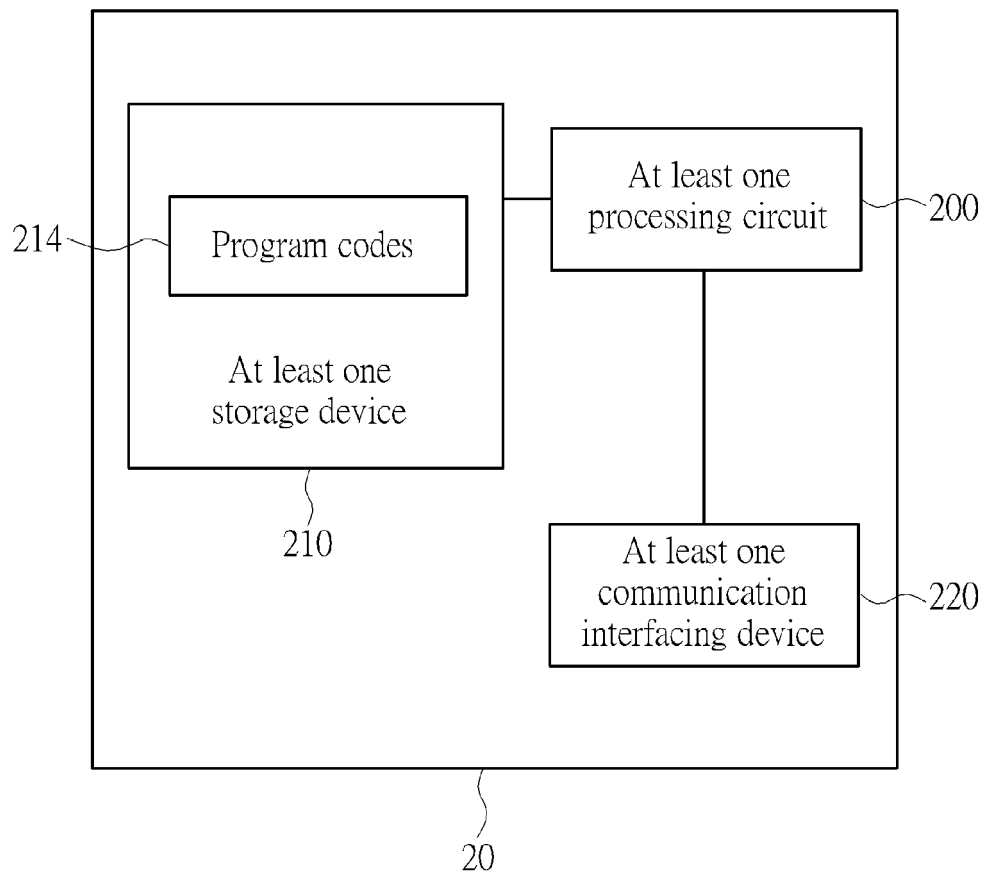 At least one
processing circuit
200
214
Program codes
At least one
storage device
210
At least one
communication
interfacing device
220
20